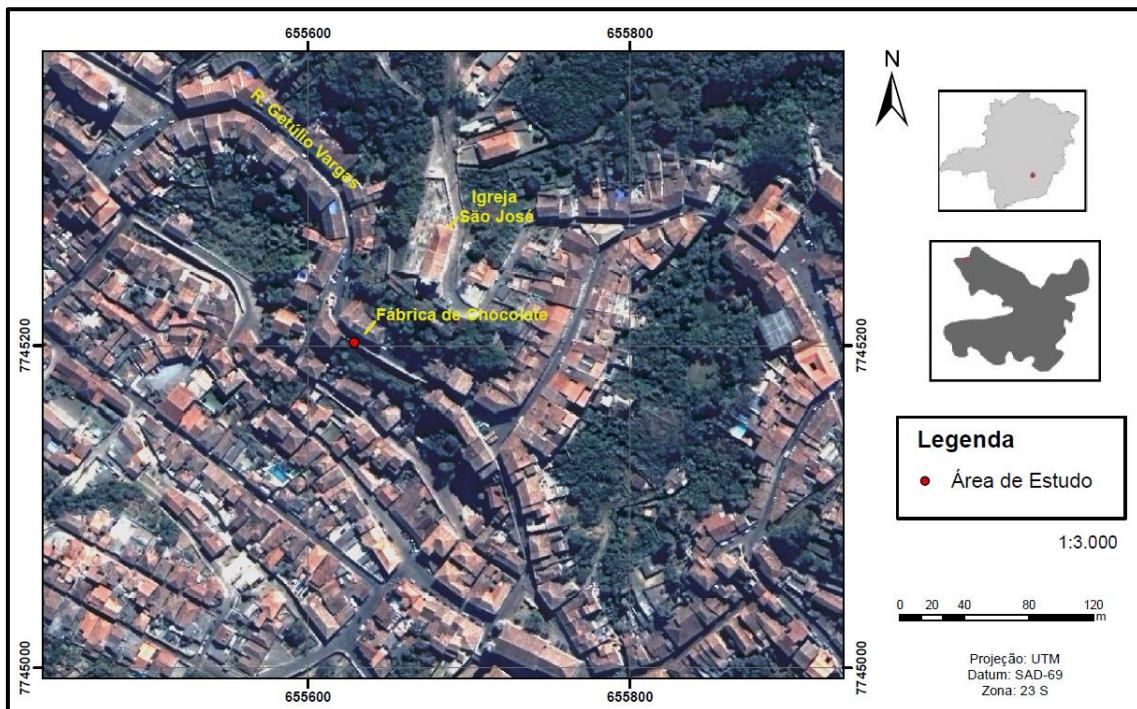 655600
655800
N
R. Getúlio Vargas
Igreja
São José
Fábrica de Chocolate
7745200
7745200
Legenda
Área de Estudo
1:3.000
0 20 40 80 120
m
7745000
7745000
655600
655800
Projeção: UTM
Datum: SAD-69
Zona: 23 S